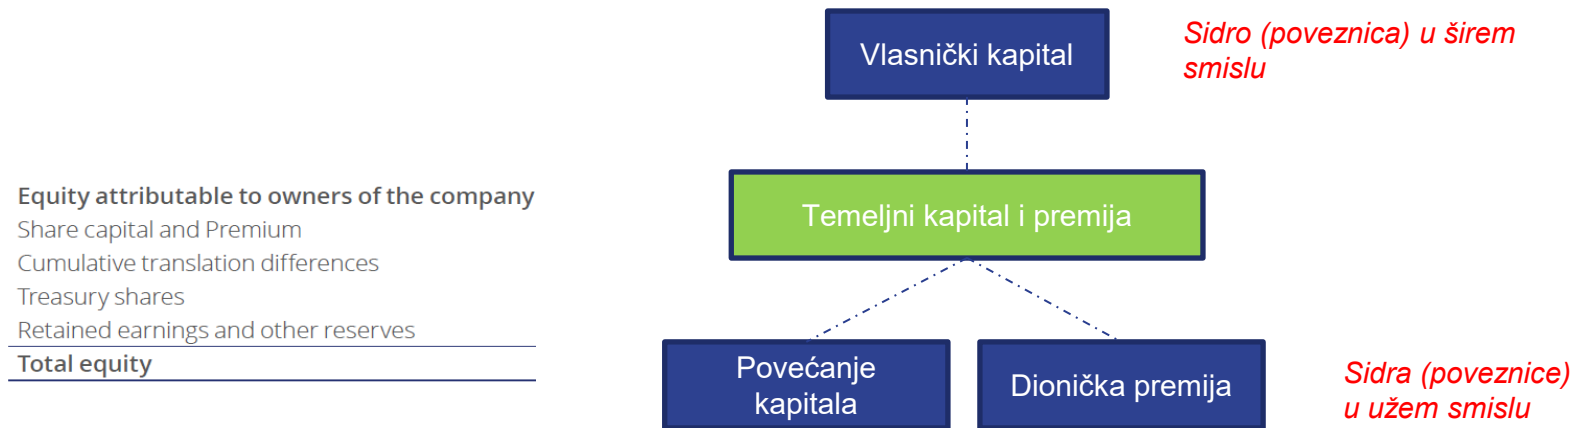 Equity attributable to owners of the company
Share capital and Premium
Cumulative translation differences
Treasury shares
Retained earnings and other reserves
Total equity
Vlasnički kapital
Sidro (poveznica) u širem
smislu
Temeljni kapital i premija
Povećanje
kapitala
Dionička premija
Sidra (poveznice)
u užem smislu